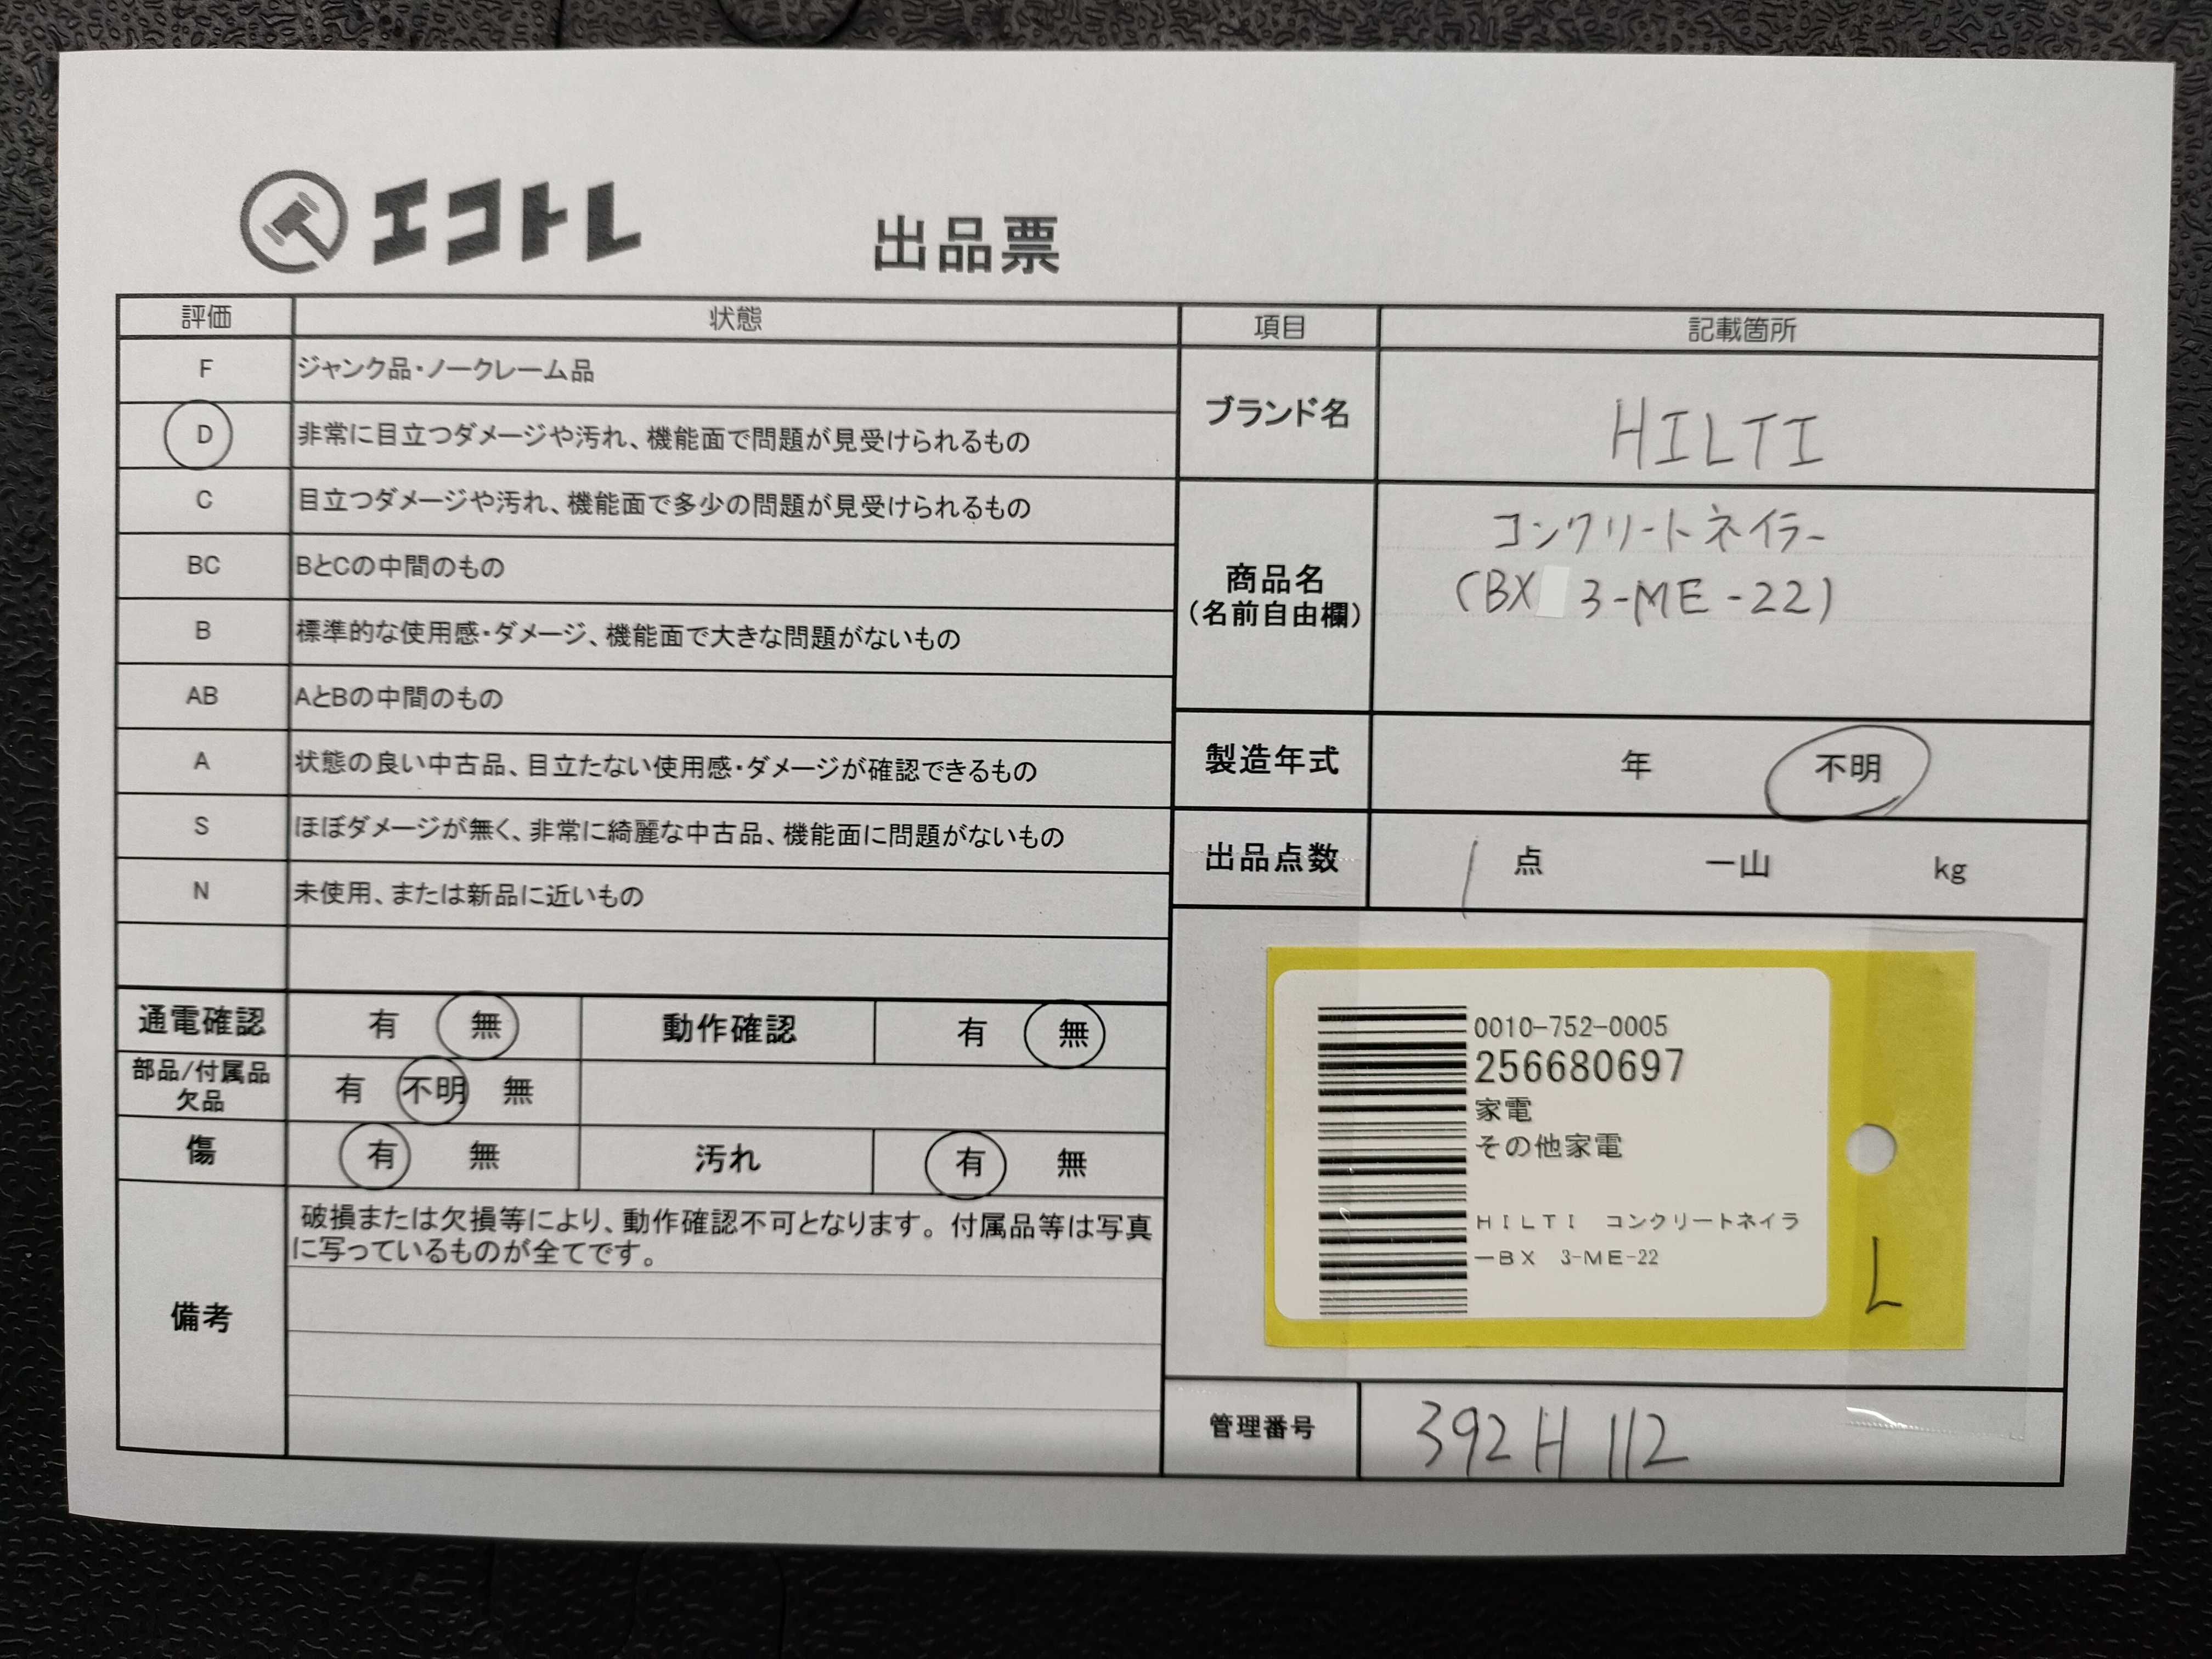 エコトレ
出品票
評価 状態
F ジャンク品・ノークレーム品
D 非常に目立つダメージや汚れ、機能面で問題が見受けられるもの
C 目立つダメージや汚れ、機能面で多少の問題が見受けられるもの
BC BとCの中間のもの
B 標準的な使用感・ダメージ、機能面で大きな問題がないもの
AB AとBの中間のもの
A 状態の良い中古品、目立たない使用感・ダメージが確認できるもの
S ほぼダメージが無く、非常に綺麗な中古品、機能面に問題がないもの
N 未使用、または新品に近いもの
通電確認 有 無 動作確認 有 無
部品/付属品
欠品
有 不明 無
傷 有 無 汚れ 有 無
備考
破損または欠損等により、動作確認不可となります。付属品等は写真
に写っているものが全てです。
項目 記載箇所
ブランド名 HILTI
商品名
(名前自由欄)
コンクリートネイラー
(BX 3-ME-22)
製造年式 年 不明
出品点数 1 点 一山 kg
0010-752-0005
256680697
家電
その他家電
HILTI コンクリートネイラ
ーBX 3-ME-22
L
管理番号 392H112